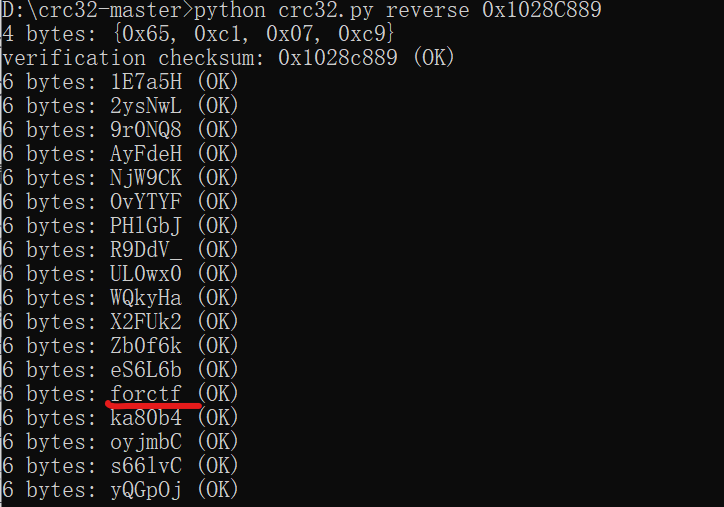 D:\crc32-master>python crc32.py reverse 0x1028C889
4 bytes: {0x65, 0xc1, 0x07, 0xc9}
verification checksum: 0x1028c889 (OK)
6 bytes: 1E7a5H (OK)
6 bytes: 2ysNwL (OK)
6 bytes: 9r0NQ8 (OK)
6 bytes: AyFdeH (OK)
6 bytes: NjW9CK (OK)
6 bytes: OvYTYF (OK)
6 bytes: PHlGbJ (OK)
6 bytes: R9DdV_ (OK)
6 bytes: UL0wx0 (OK)
6 bytes: WQkyHa (OK)
6 bytes: X2FUk2 (OK)
6 bytes: Zb0f6k (OK)
6 bytes: eS6L6b (OK)
6 bytes: forctf (OK)
6 bytes: ka80b4 (OK)
6 bytes: oyjmbC (OK)
6 bytes: s66lvC (OK)
6 bytes: yQGpOj (OK)